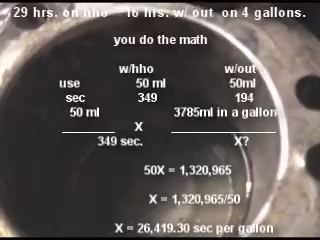 29 hrs. on hho   16 hrs. w/ out  on 4 gallons.
you do the math
w/hho w/out
use 50 ml 50ml
sec 349 194
50 ml 3785ml in a gallon
X
349 sec. X?
50X = 1,320,965
X = 1,320,965/50
X = 26,419.30 sec per gallon